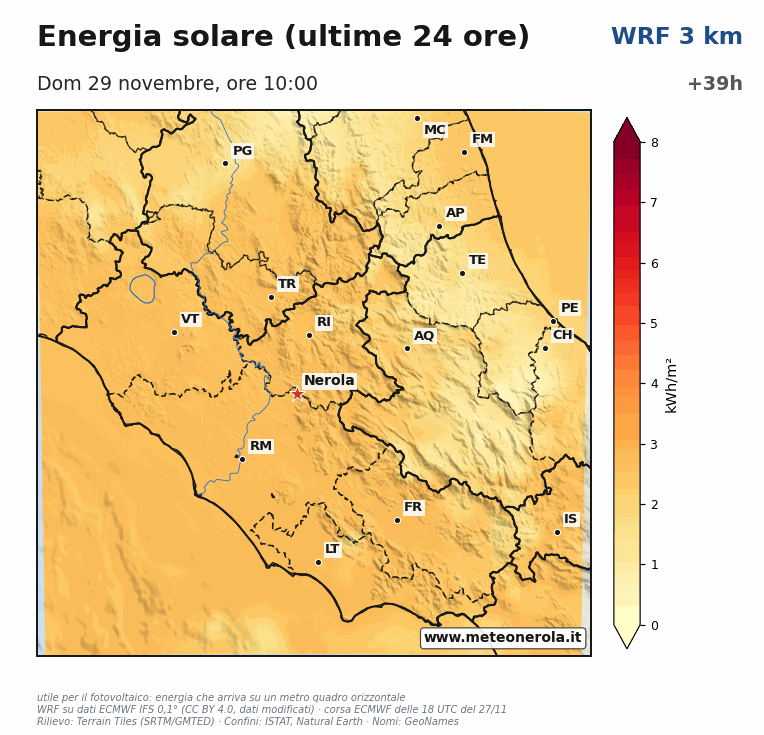 Energia solare (ultime 24 ore)
WRF 3 km
Dom 29 novembre, ore 10:00
+39h
MC
FM
PG
AP
TE
TR
PE
VT
RI
CH
AQ
Nerola
RM
FR
IS
LT
www.meteonerola.it
8
7
6
5
4
3
2
1
0
kWh/m²
utile per il fotovoltaico: energia che arriva su un metro quadro orizzontale
WRF su dati ECMWF IFS 0,1° (CC BY 4.0, dati modificati) · corsa ECMWF delle 18 UTC del 27/11
Rilievo: Terrain Tiles (SRTM/GMTED) · Confini: ISTAT, Natural Earth · Nomi: GeoNames